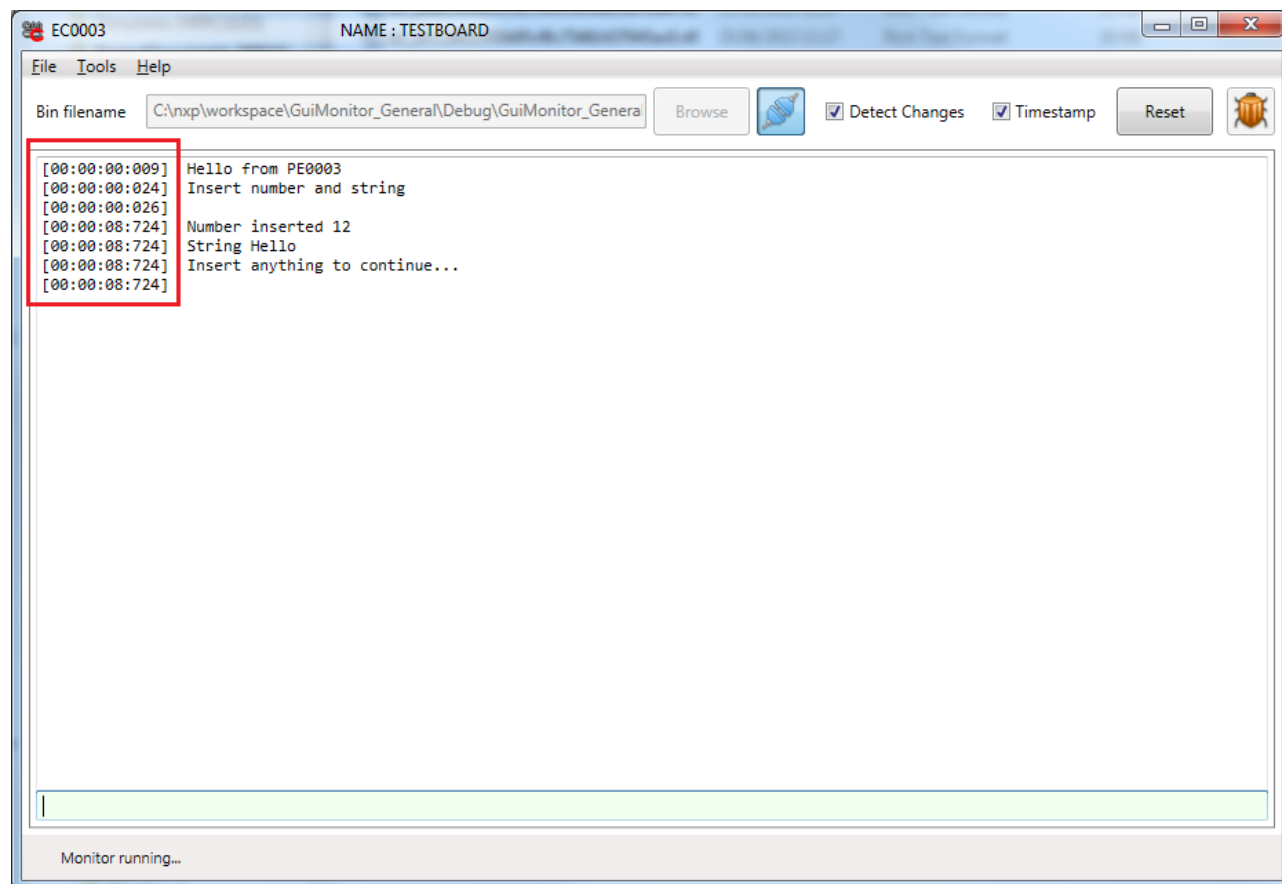 EC0003 NAME : TESTBOARD
File Tools Help
Bin filename C:\nxp\workspace\GuiMonitor_General\Debug\GuiMonitor_Genera Browse Detect Changes Timestamp Reset
[00:00:00:009] Hello from PE0003
[00:00:00:024] Insert number and string
[00:00:00:026]
[00:00:08:724] Number inserted 12
[00:00:08:724] String Hello
[00:00:08:724] Insert anything to continue...
[00:00:08:724]
Monitor running...